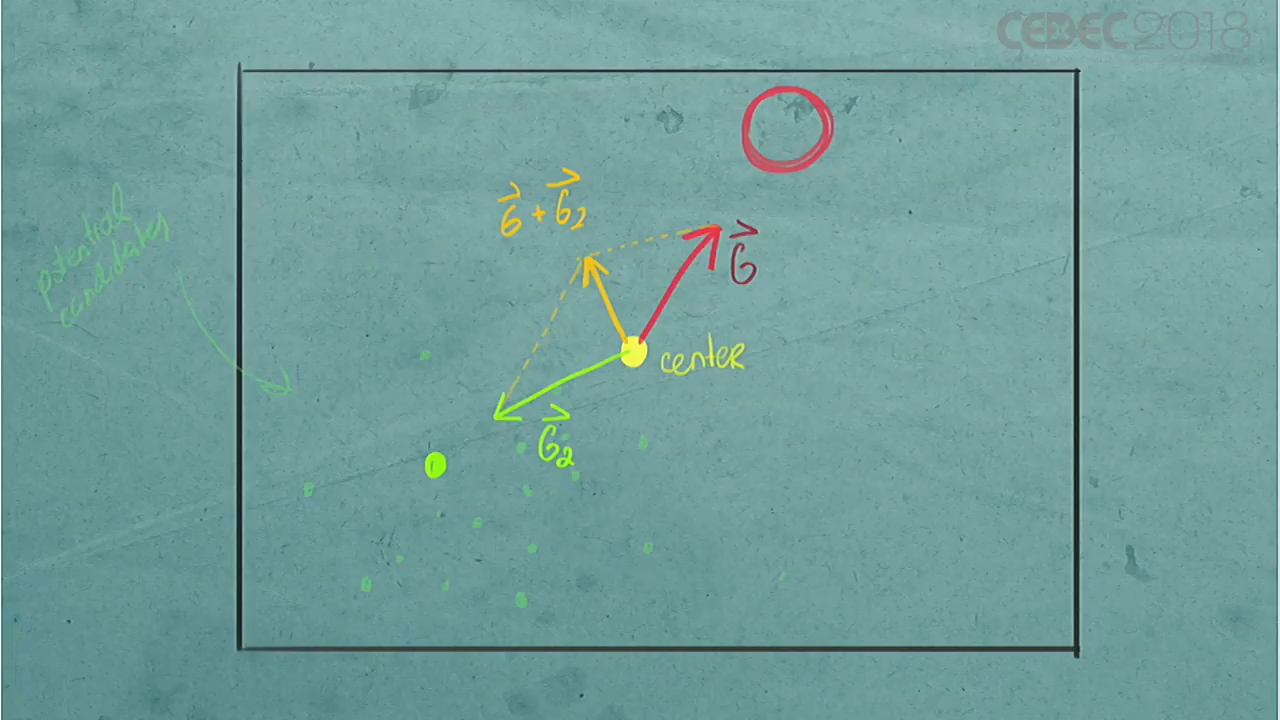 CEDEC2018
G⃗ + G⃗2
G⃗
potential
candidates
center
G⃗2